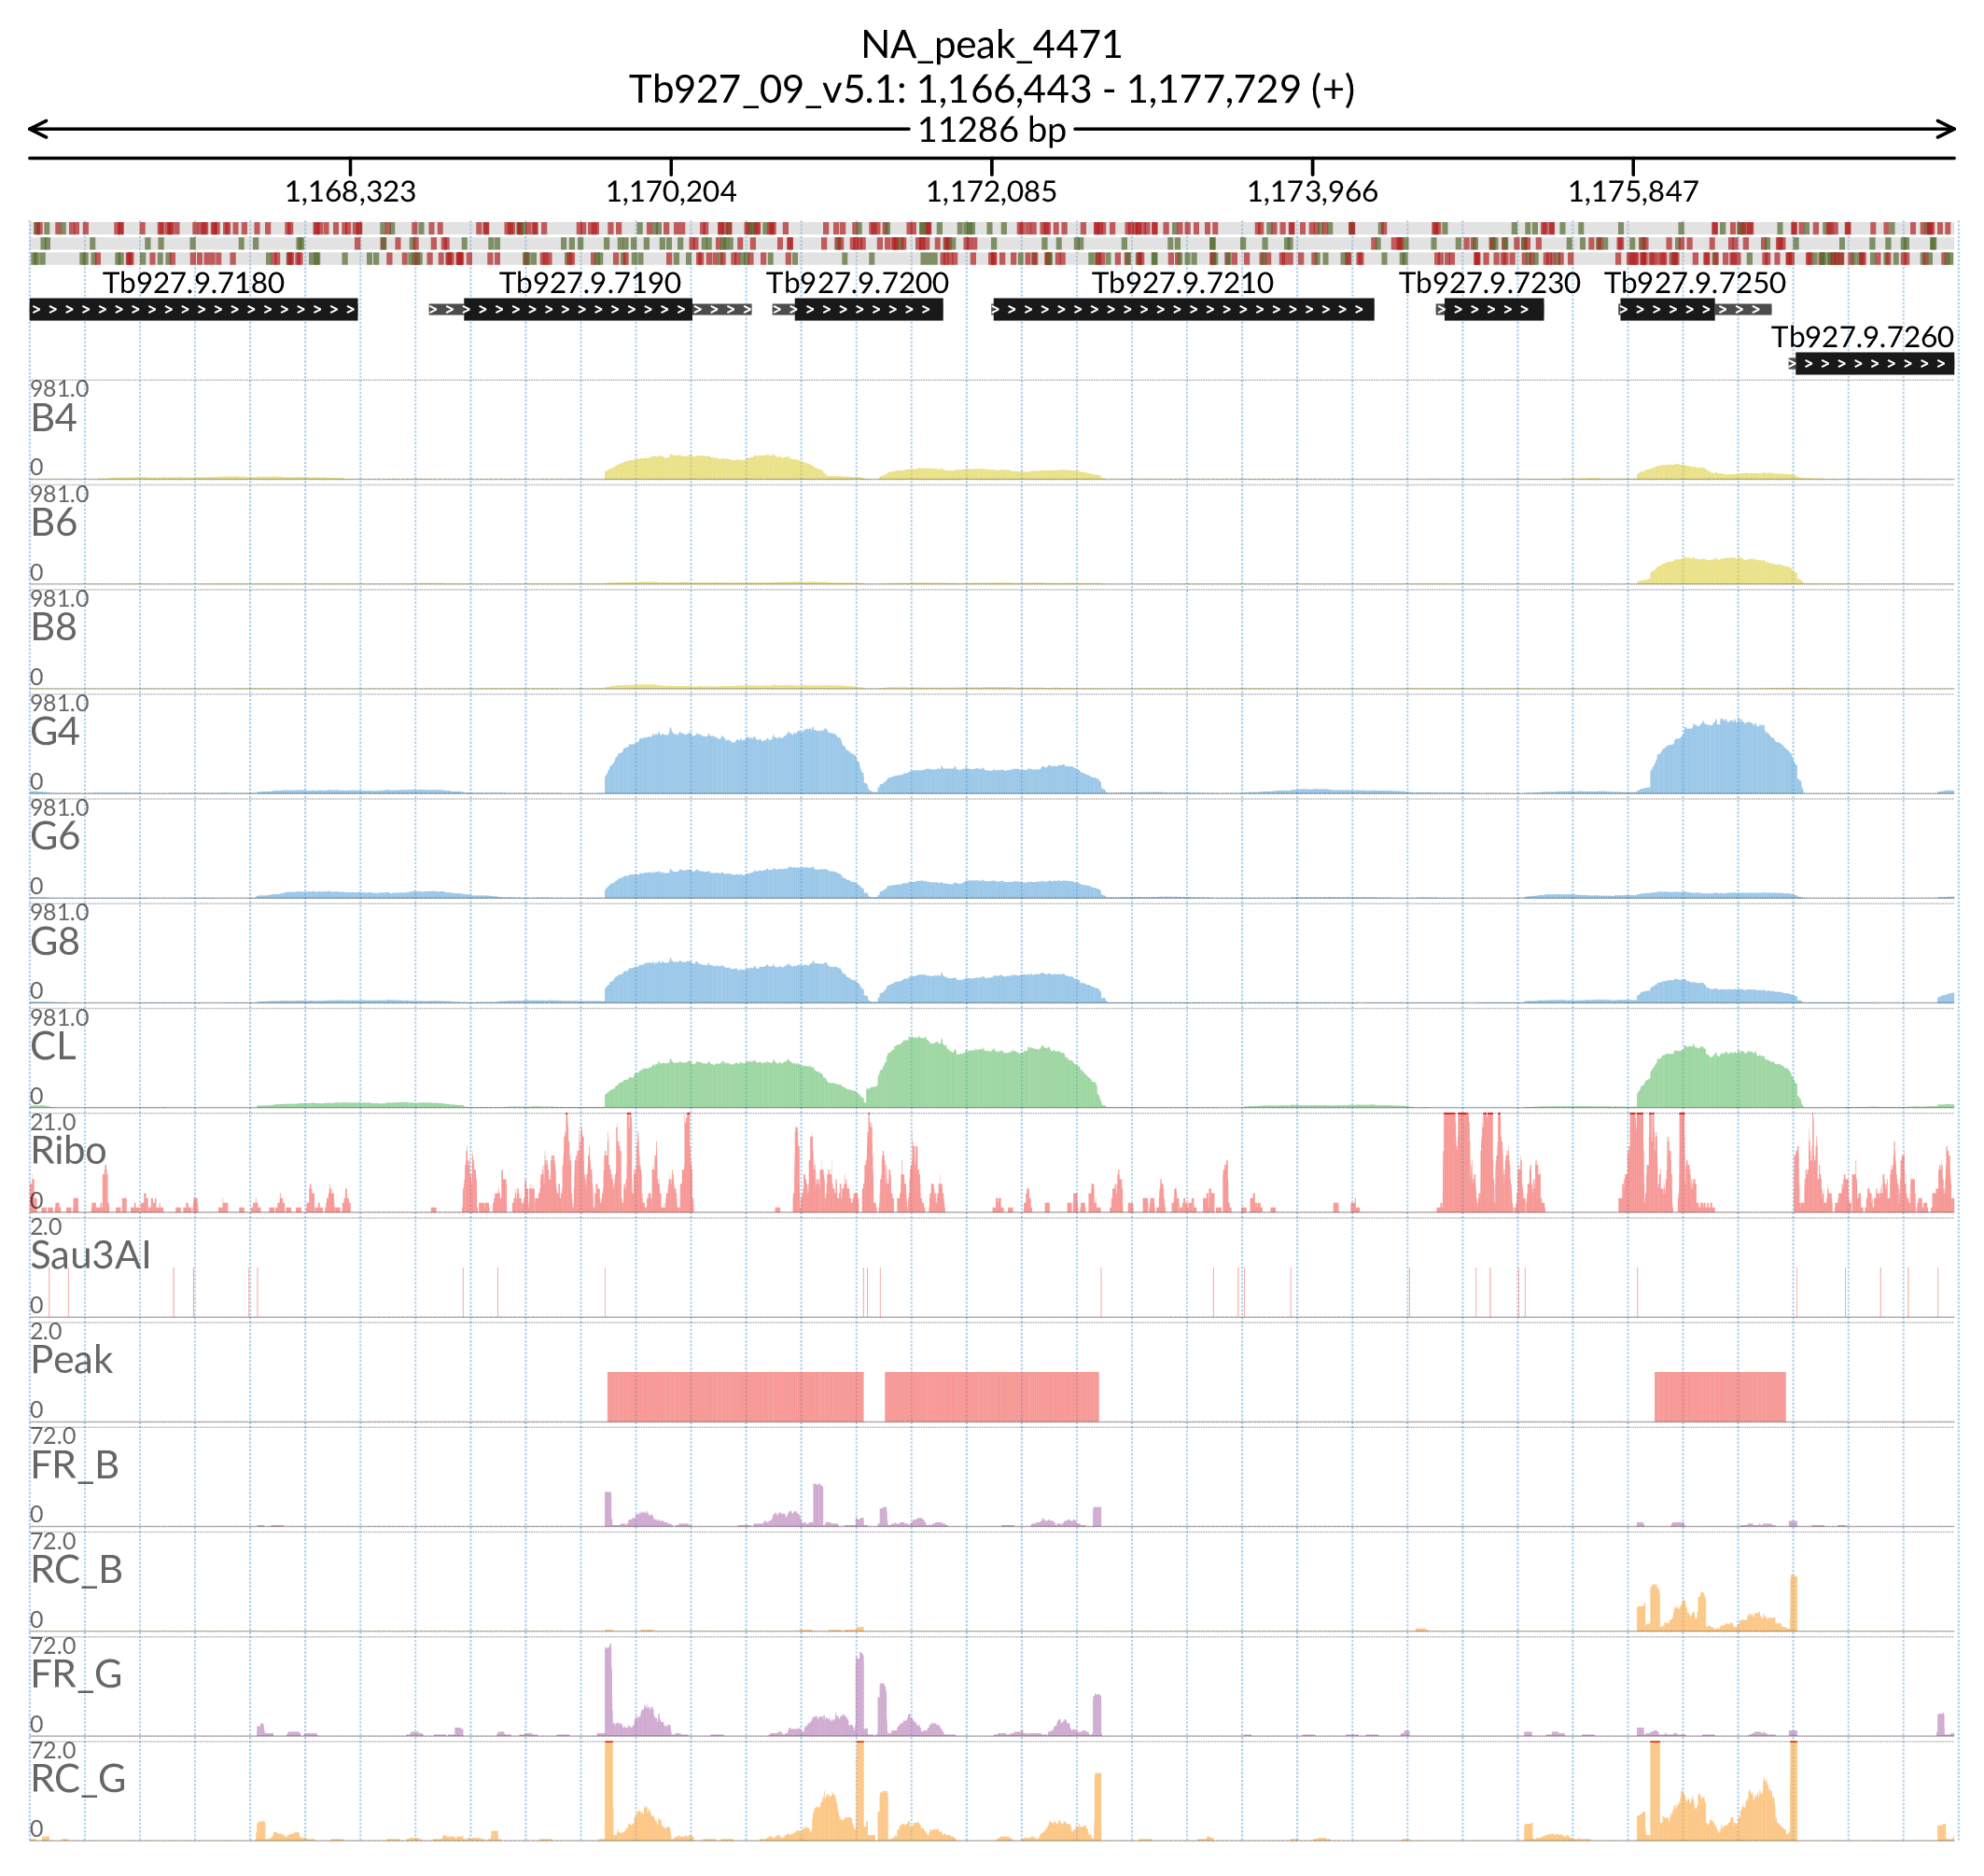 NA_peak_4471
Tb927_09_v5.1: 1,166,443 - 1,177,729 (+)
11286 bp
1,168,323 1,170,204 1,172,085 1,173,966 1,175,847
Tb927.9.7180 Tb927.9.7190 Tb927.9.7200 Tb927.9.7210 Tb927.9.7230 Tb927.9.7250
Tb927.9.7260
981.0
B4
0
981.0
B6
0
981.0
B8
0
981.0
G4
0
981.0
G6
0
981.0
G8
0
981.0
CL
0
21.0
Ribo
0
2.0
Sau3AI
0
2.0
Peak
0
72.0
FR_B
0
72.0
RC_B
0
72.0
FR_G
0
72.0
RC_G
0